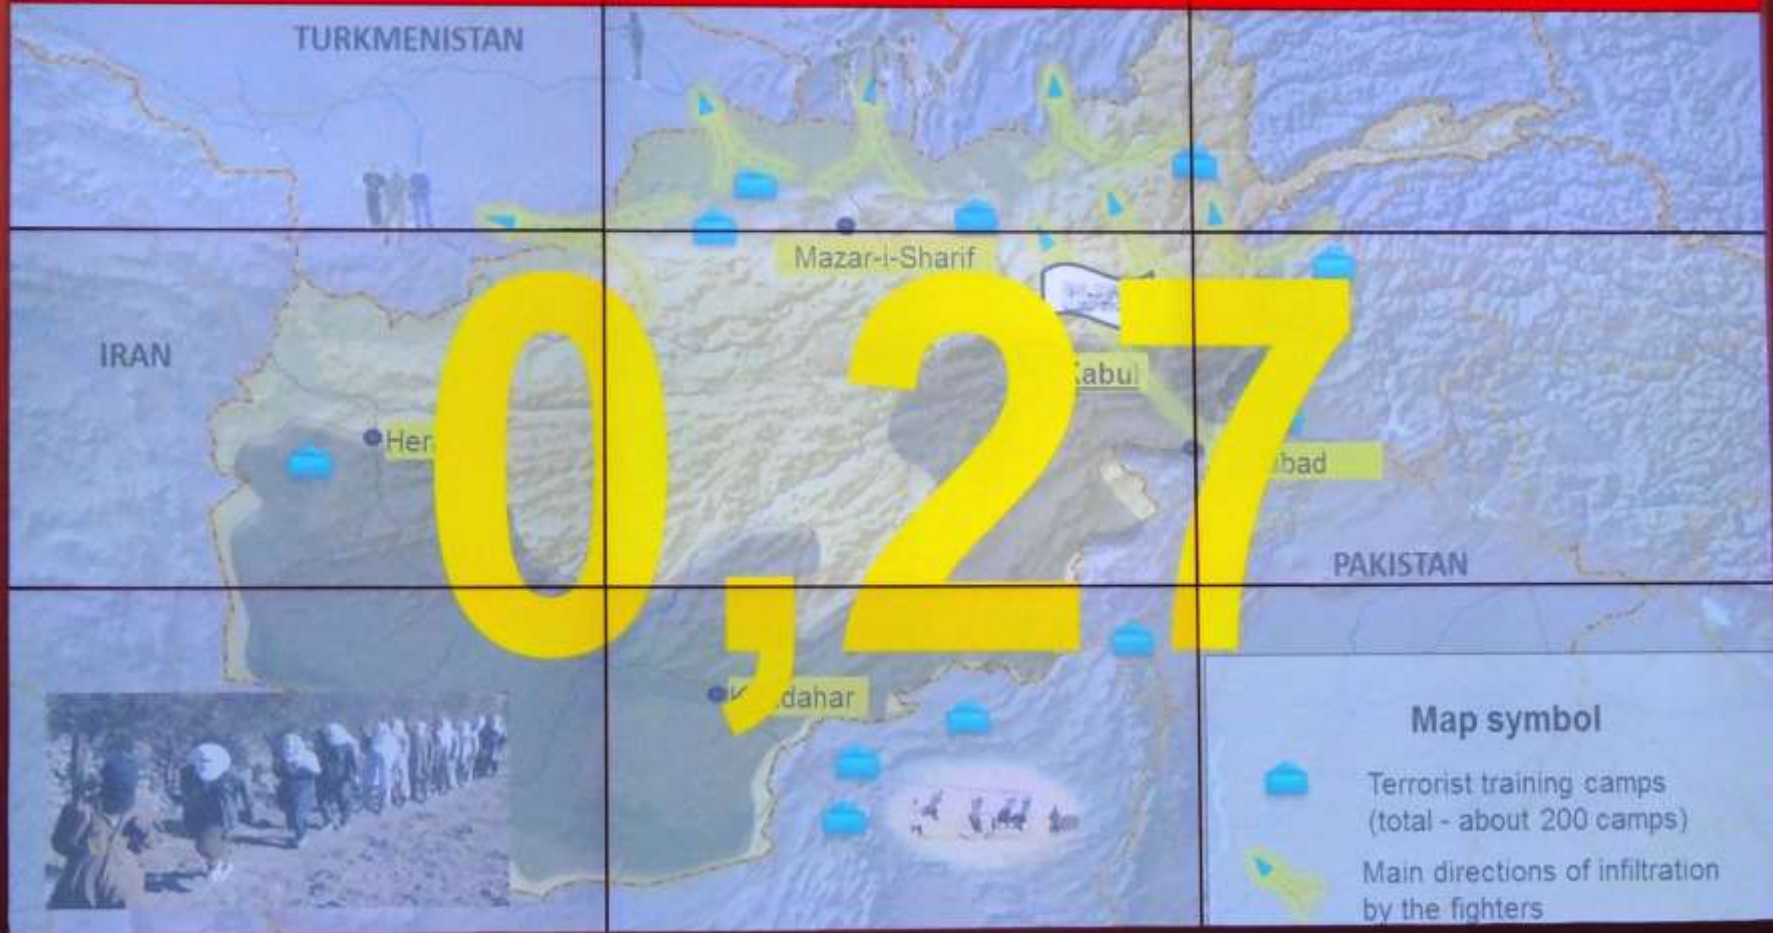 TURKMENISTAN
Mazar-i-Sharif
IRAN
0,27
PAKISTAN
Map symbol
Terrorist training camps
(total - about 200 camps)
Main directions of infiltration
by the fighters